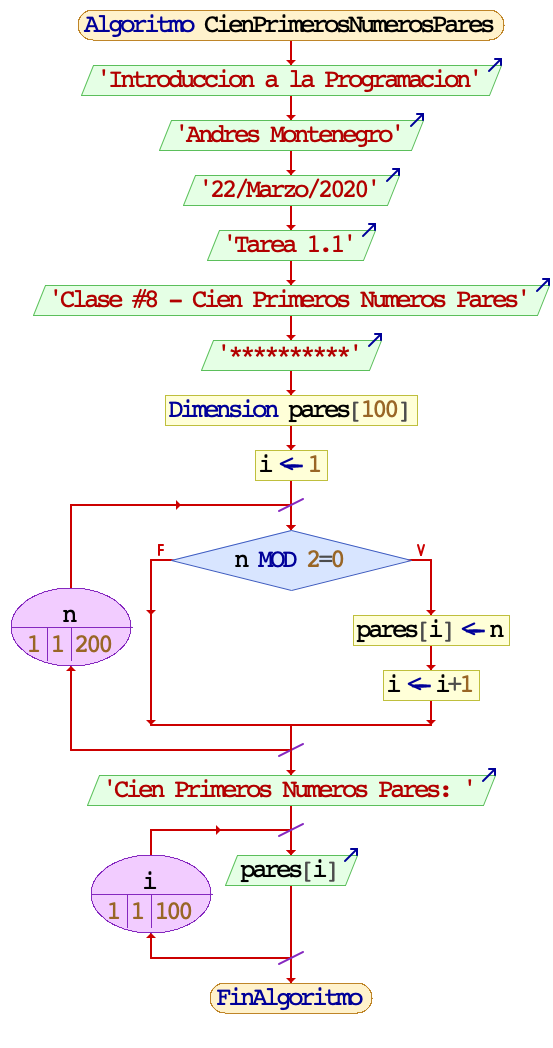 Algoritmo CienPrimerosNumerosPares
'Introduccion a la Programacion'
'Andres Montenegro'
'22/Marzo/2020'
'Tarea 1.1'
'Clase #8 - Cien Primeros Numeros Pares'
'**********'
Dimension pares[100]
i ← 1
F
V
n MOD 2=0
n
1 1 200
pares[i] ← n
i ← i+1
'Cien Primeros Numeros Pares: '
pares[i]
i
1 1 100
FinAlgoritmo